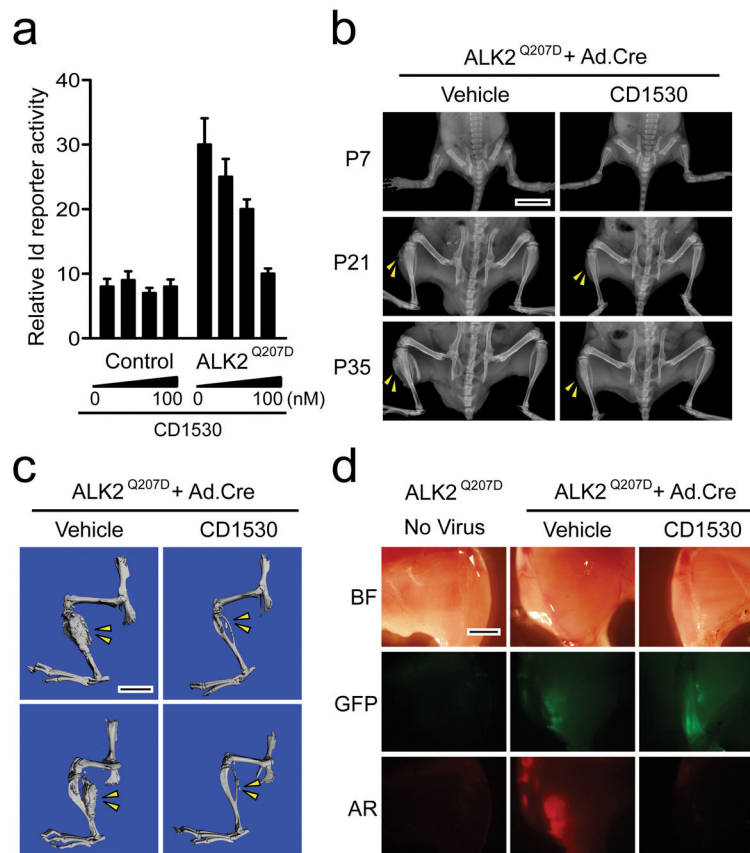 a
Relative Id reporter activity
40
30
20
10
0
Control
ALK2 Q207D
0 100 0 100 (nM)
CD1530
b
ALK2 Q207D + Ad.Cre
Vehicle CD1530
P7
P21
P35
c
ALK2 Q207D + Ad.Cre
Vehicle CD1530
d
ALK2 Q207D ALK2 Q207D + Ad.Cre
No Virus Vehicle CD1530
BF
GFP
AR